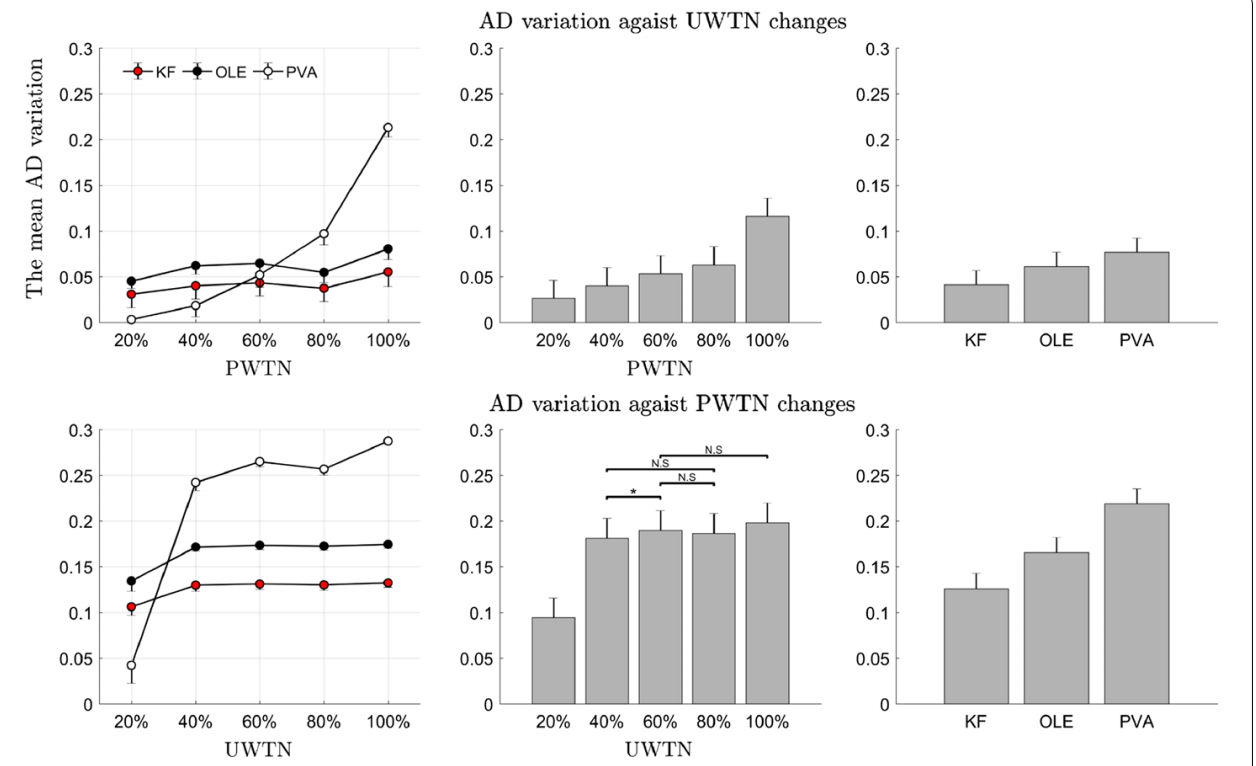 AD variation agaist UWTN changes
The mean AD variation
0.3
0.25
0.2
0.15
0.1
0.05
0
KF OLE PVA
20% 40% 60% 80% 100%
PWTN
0.3
0.25
0.2
0.15
0.1
0.05
0
20% 40% 60% 80% 100%
PWTN
0.3
0.25
0.2
0.15
0.1
0.05
0
KF OLE PVA
AD variation agaist PWTN changes
0.3
0.25
0.2
0.15
0.1
0.05
0
20% 40% 60% 80% 100%
UWTN
0.3
0.25
0.2
0.15
0.1
0.05
0
N.S
N.S
N.S
*
20% 40% 60% 80% 100%
UWTN
0.3
0.25
0.2
0.15
0.1
0.05
0
KF OLE PVA